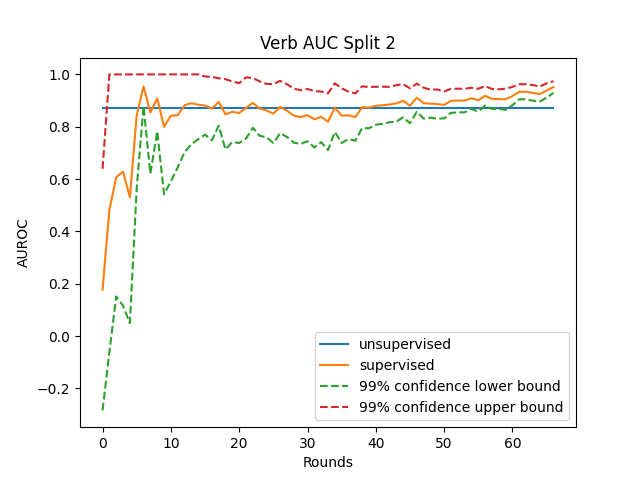 Verb AUC Split 2
1.0
0.8
0.6
0.4
0.2
0.0
−0.2
AUROC
unsupervised
supervised
99% confidence lower bound
99% confidence upper bound
0 10 20 30 40 50 60
Rounds